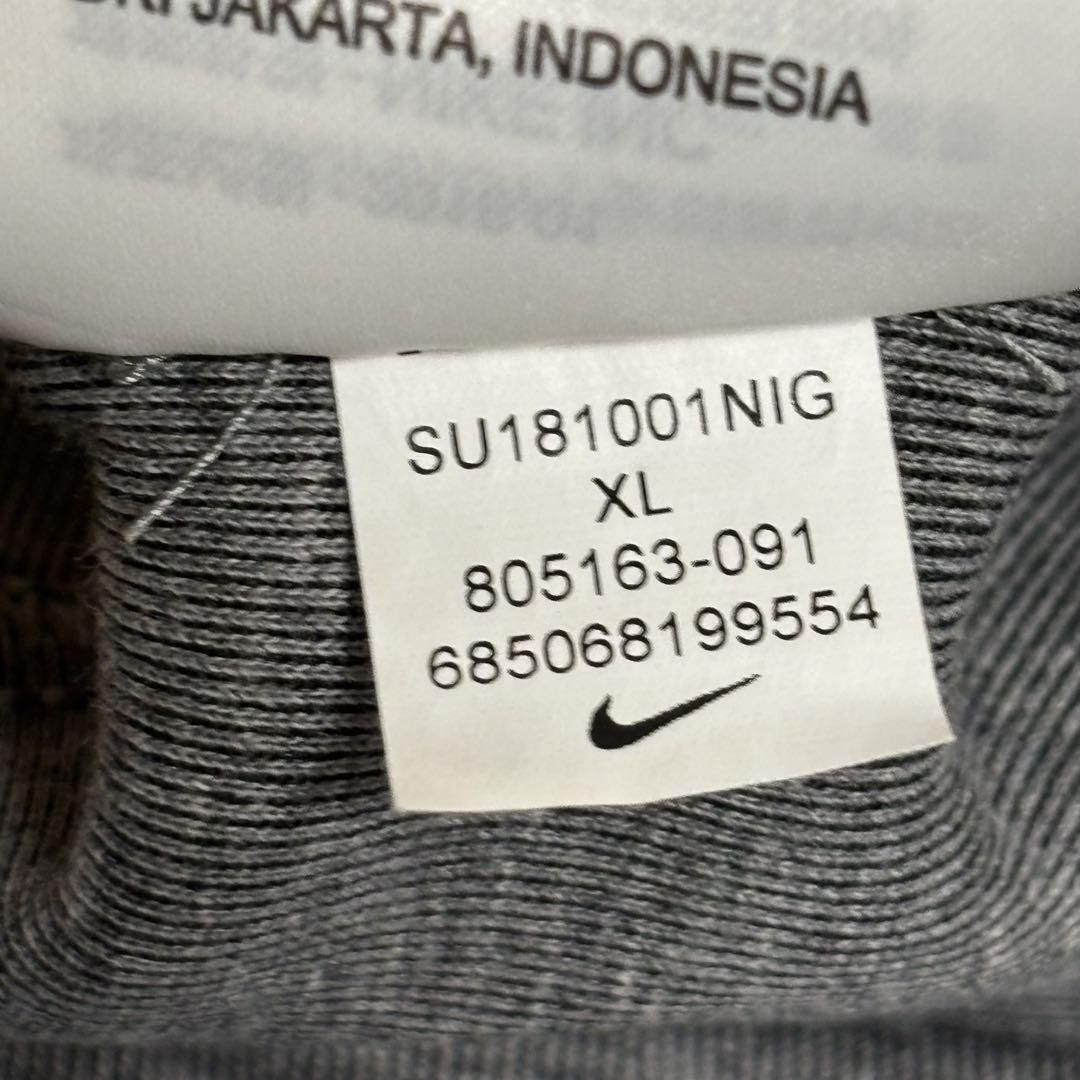 JAKARTA, INDONESIA
SU181001NIG
XL
805163-091
685068199554